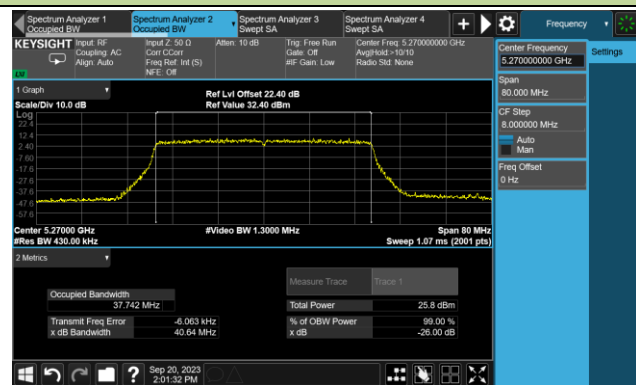 Spectrum Analyzer 1
Occupied BW
Spectrum Analyzer 2
Occupied BW
Spectrum Analyzer 3
Swept SA
Spectrum Analyzer 4
Swept SA
Frequency
KEYSIGHT
Input: RF
Coupling: AC
Align: Auto
Input Z: 50 Ω
Corr CCorr
Freq Ref: Int (S)
NFE: Off
Atten: 10 dB
Trig: Free Run
Gate: Off
#IF Gain: Low
Center Freq: 5.270000000 GHz
Avg|Hold:>10/10
Radio Std: None
Center Frequency
5.270000000 GHz
Settings
Span
80.000 MHz
CF Step
8.000000 MHz
Auto
Man
Freq Offset
0 Hz
1 Graph
Ref Lvl Offset 22.40 dB
Scale/Div 10.0 dB
Ref Value 32.40 dBm
Log
22.4
12.4
2.40
-7.60
-17.6
-27.6
-37.6
-47.6
-57.6
Center 5.27000 GHz
#Video BW 1.3000 MHz
Span 80 MHz
#Res BW 430.00 kHz
Sweep 1.07 ms (2001 pts)
2 Metrics
Measure Trace
Trace 1
Occupied Bandwidth
37.742 MHz
Total Power
25.8 dBm
Transmit Freq Error
-6.063 kHz
% of OBW Power
99.00 %
x dB Bandwidth
40.64 MHz
x dB
-26.00 dB
Sep 20, 2023
2:01:32 PM